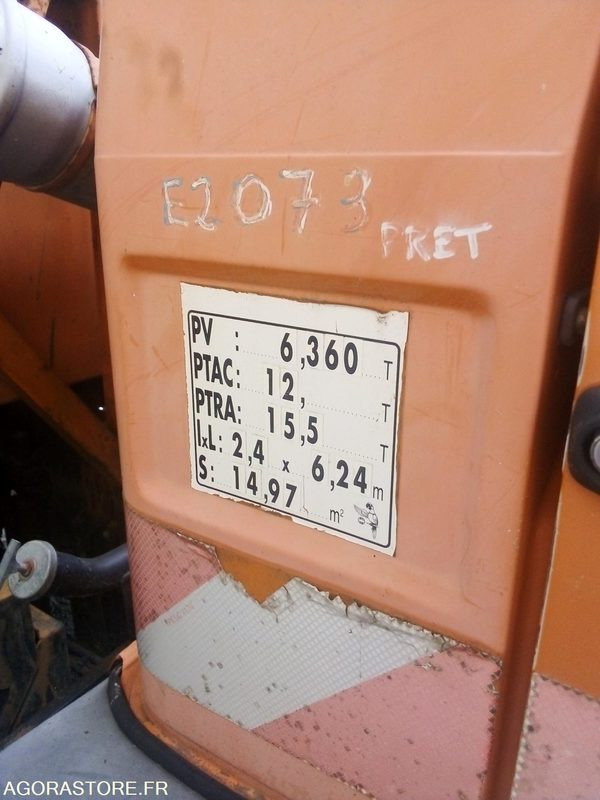 E2073
PRET
PV : 6,360 T
PTAC: 12, T
PTRA: 15,5 T
lxL: 2,4 x 6,24 m
S: 14,97 m²
AGORASTORE.FR